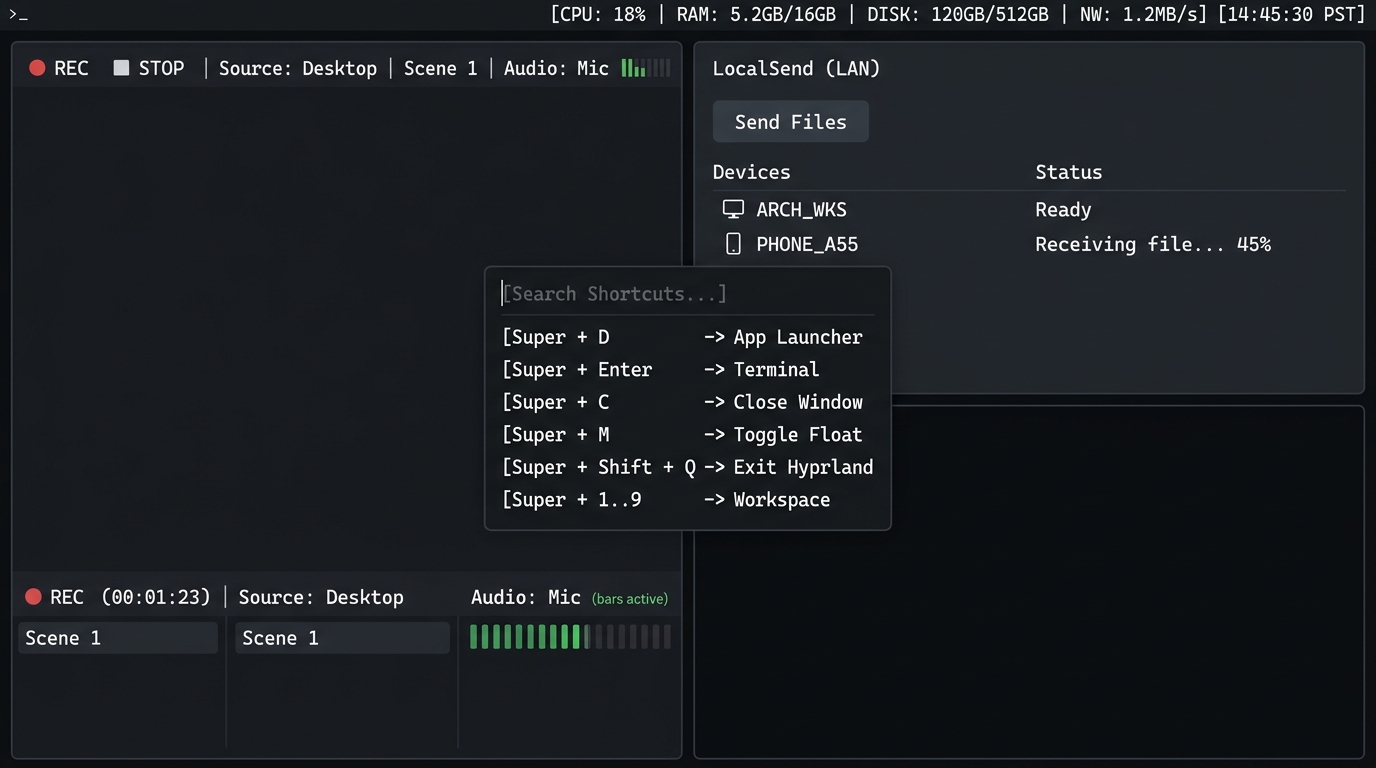 >_
[CPU: 18% | RAM: 5.2GB/16GB | DISK: 120GB/512GB | NW: 1.2MB/s] [14:45:30 PST]
REC STOP | Source: Desktop | Scene 1 | Audio: Mic
LocalSend (LAN)
Send Files
Devices Status
ARCH_WKS Ready
PHONE_A55 Receiving file... 45%
[Search Shortcuts...]
[Super + D -> App Launcher
[Super + Enter -> Terminal
[Super + C -> Close Window
[Super + M -> Toggle Float
[Super + Shift + Q -> Exit Hyprland
[Super + 1..9 -> Workspace
REC (00:01:23) | Source: Desktop Audio: Mic (bars active)
Scene 1 Scene 1